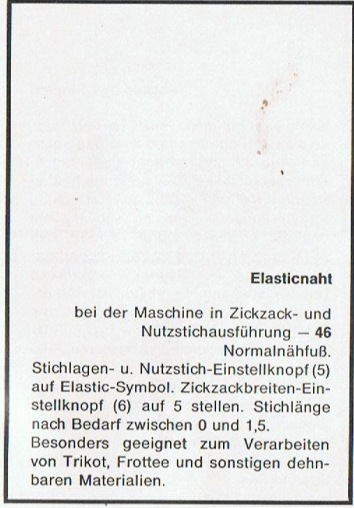 Elasticnaht
bei der Maschine in Zickzack- und
Nutzstichausführung – 46
Normalnähfuß.
Stichlagen- u. Nutzstich-Einstellknopf (5)
auf Elastic-Symbol. Zickzackbreiten-Ein-
stellknopf (6) auf 5 stellen. Stichlänge
nach Bedarf zwischen 0 und 1,5.
Besonders geeignet zum Verarbeiten
von Trikot, Frottee und sonstigen dehn-
baren Materialien.